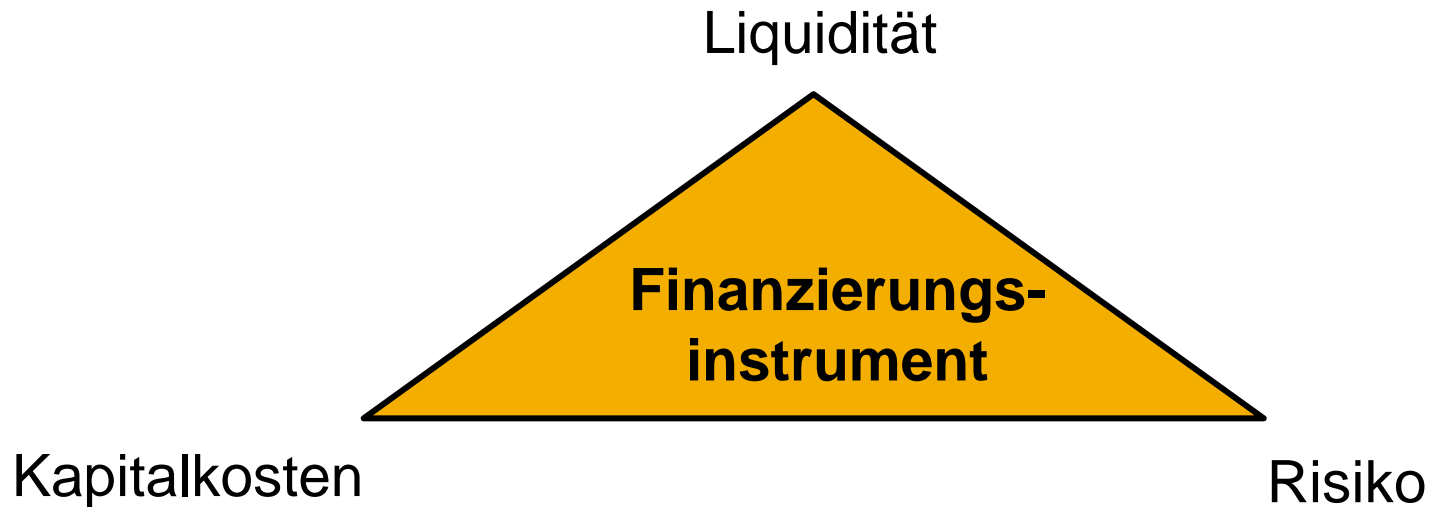 Liquidität
Finanzierungs-
instrument
Kapitalkosten
Risiko